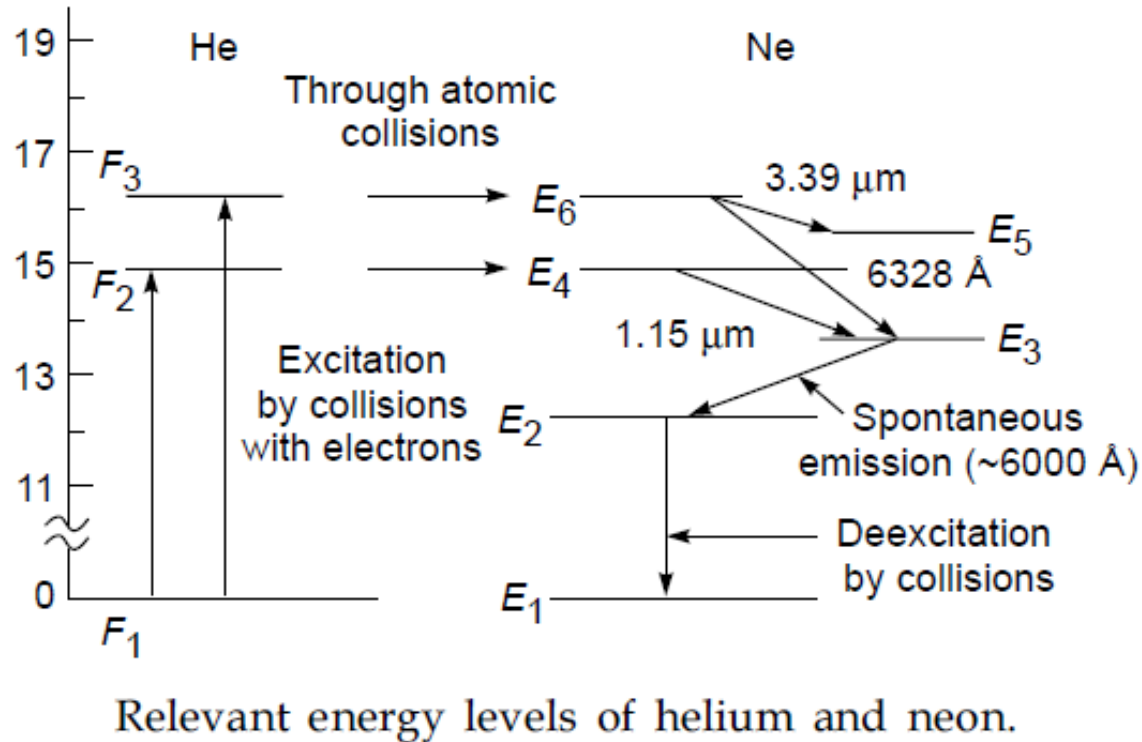 19
He
Ne
Through atomic
collisions
17
F3
3.39 μm
E6
E5
15
F2
E4
6328 Å
1.15 μm
E3
13
Excitation
by collisions
with electrons
E2
Spontaneous
emission (~6000 Å)
11
Deexcitation
by collisions
0
E1
F1
Relevant energy levels of helium and neon.